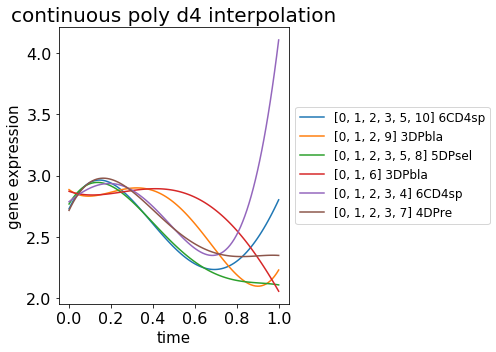 continuous poly d4 interpolation
gene expression
4.0
3.5
3.0
2.5
2.0
0.0 0.2 0.4 0.6 0.8 1.0
time
[0, 1, 2, 3, 5, 10] 6CD4sp
[0, 1, 2, 9] 3DPbla
[0, 1, 2, 3, 5, 8] 5DPsel
[0, 1, 6] 3DPbla
[0, 1, 2, 3, 4] 6CD4sp
[0, 1, 2, 3, 7] 4DPre